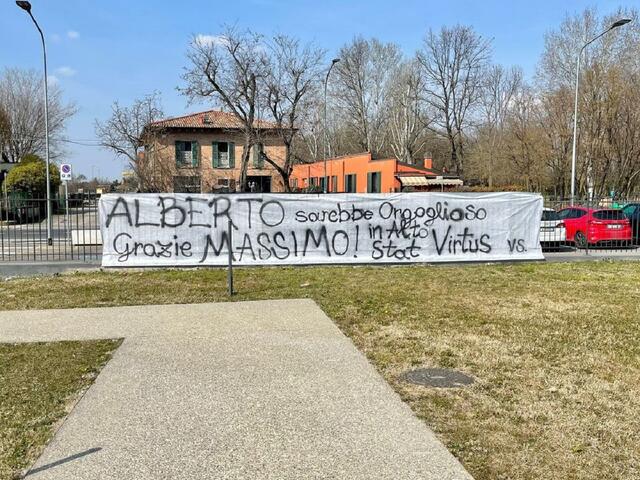 ALBERTO sarebbe Orgoglioso
Grazie MASSIMO! in Alto Stat Virtus vs.